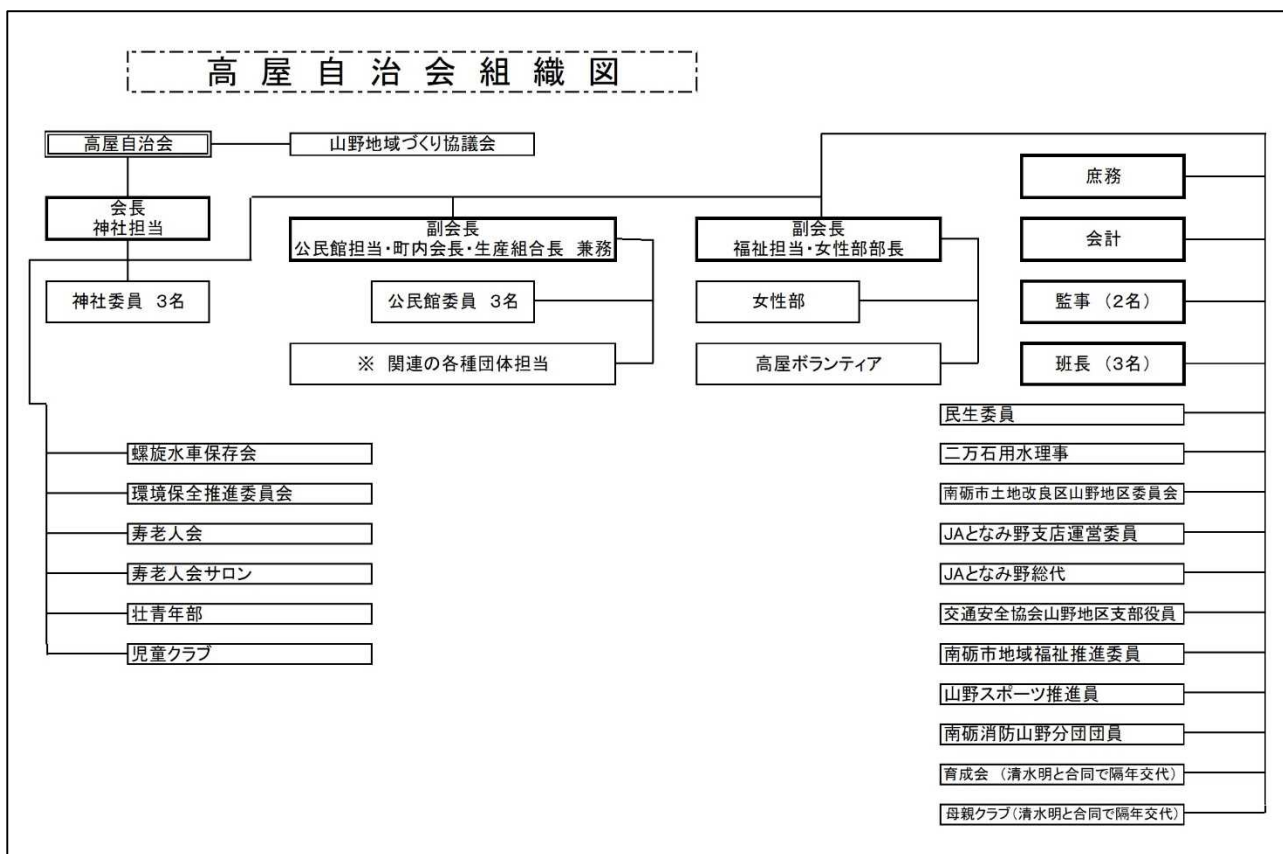 高屋自治会組織図
高屋自治会
山野地域づくり協議会
会長
神社担当
神社委員 3名
副会長
公民館担当・町内会長・生産組合長 兼務
公民館委員 3名
※ 関連の各種団体担当
副会長
福祉担当・女性部部長
女性部
高屋ボランティア
庶務
会計
監事 (2名)
班長 (3名)
螺旋水車保存会
環境保全推進委員会
寿老人会
寿老人会サロン
壮青年部
児童クラブ
民生委員
二万石用水理事
南砺市土地改良区山野地区委員会
JAとなみ野支店運営委員
JAとなみ野総代
交通安全協会山野地区支部役員
南砺市地域福祉推進委員
山野スポーツ推進員
南砺消防山野分団団員
育成会 (清水明と合同で隔年交代)
母親クラブ(清水明と合同で隔年交代)